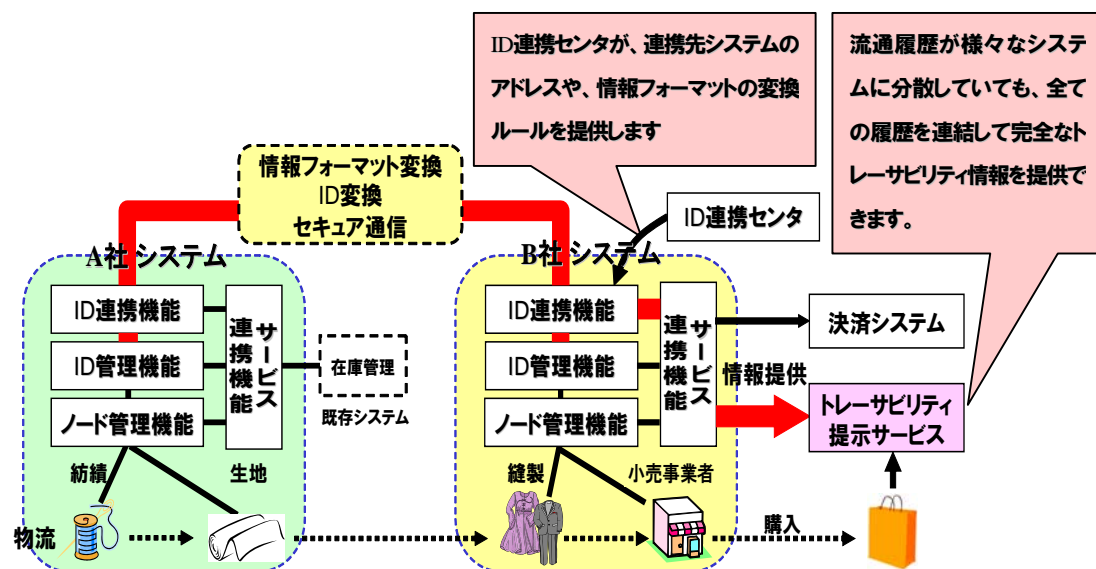 ID連携センタが、連携先システムの
アドレスや、情報フォーマットの変換
ルールを提供します
流通履歴が様々なシステ
ムに分散していても、全て
の履歴を連結して完全なト
レーサビリティ情報を提供で
きます。
情報フォーマット変換
ID変換
セキュア通信
ID連携センタ
A社 システム
B社 システム
ID連携機能
ID管理機能
ノード管理機能
サービス
連携機能
在庫管理
既存システム
ID連携機能
ID管理機能
ノード管理機能
サービス
連携機能
決済システム
情報提供
トレーサビリティ
提示サービス
紡績
生地
縫製
小売事業者
物流
購入